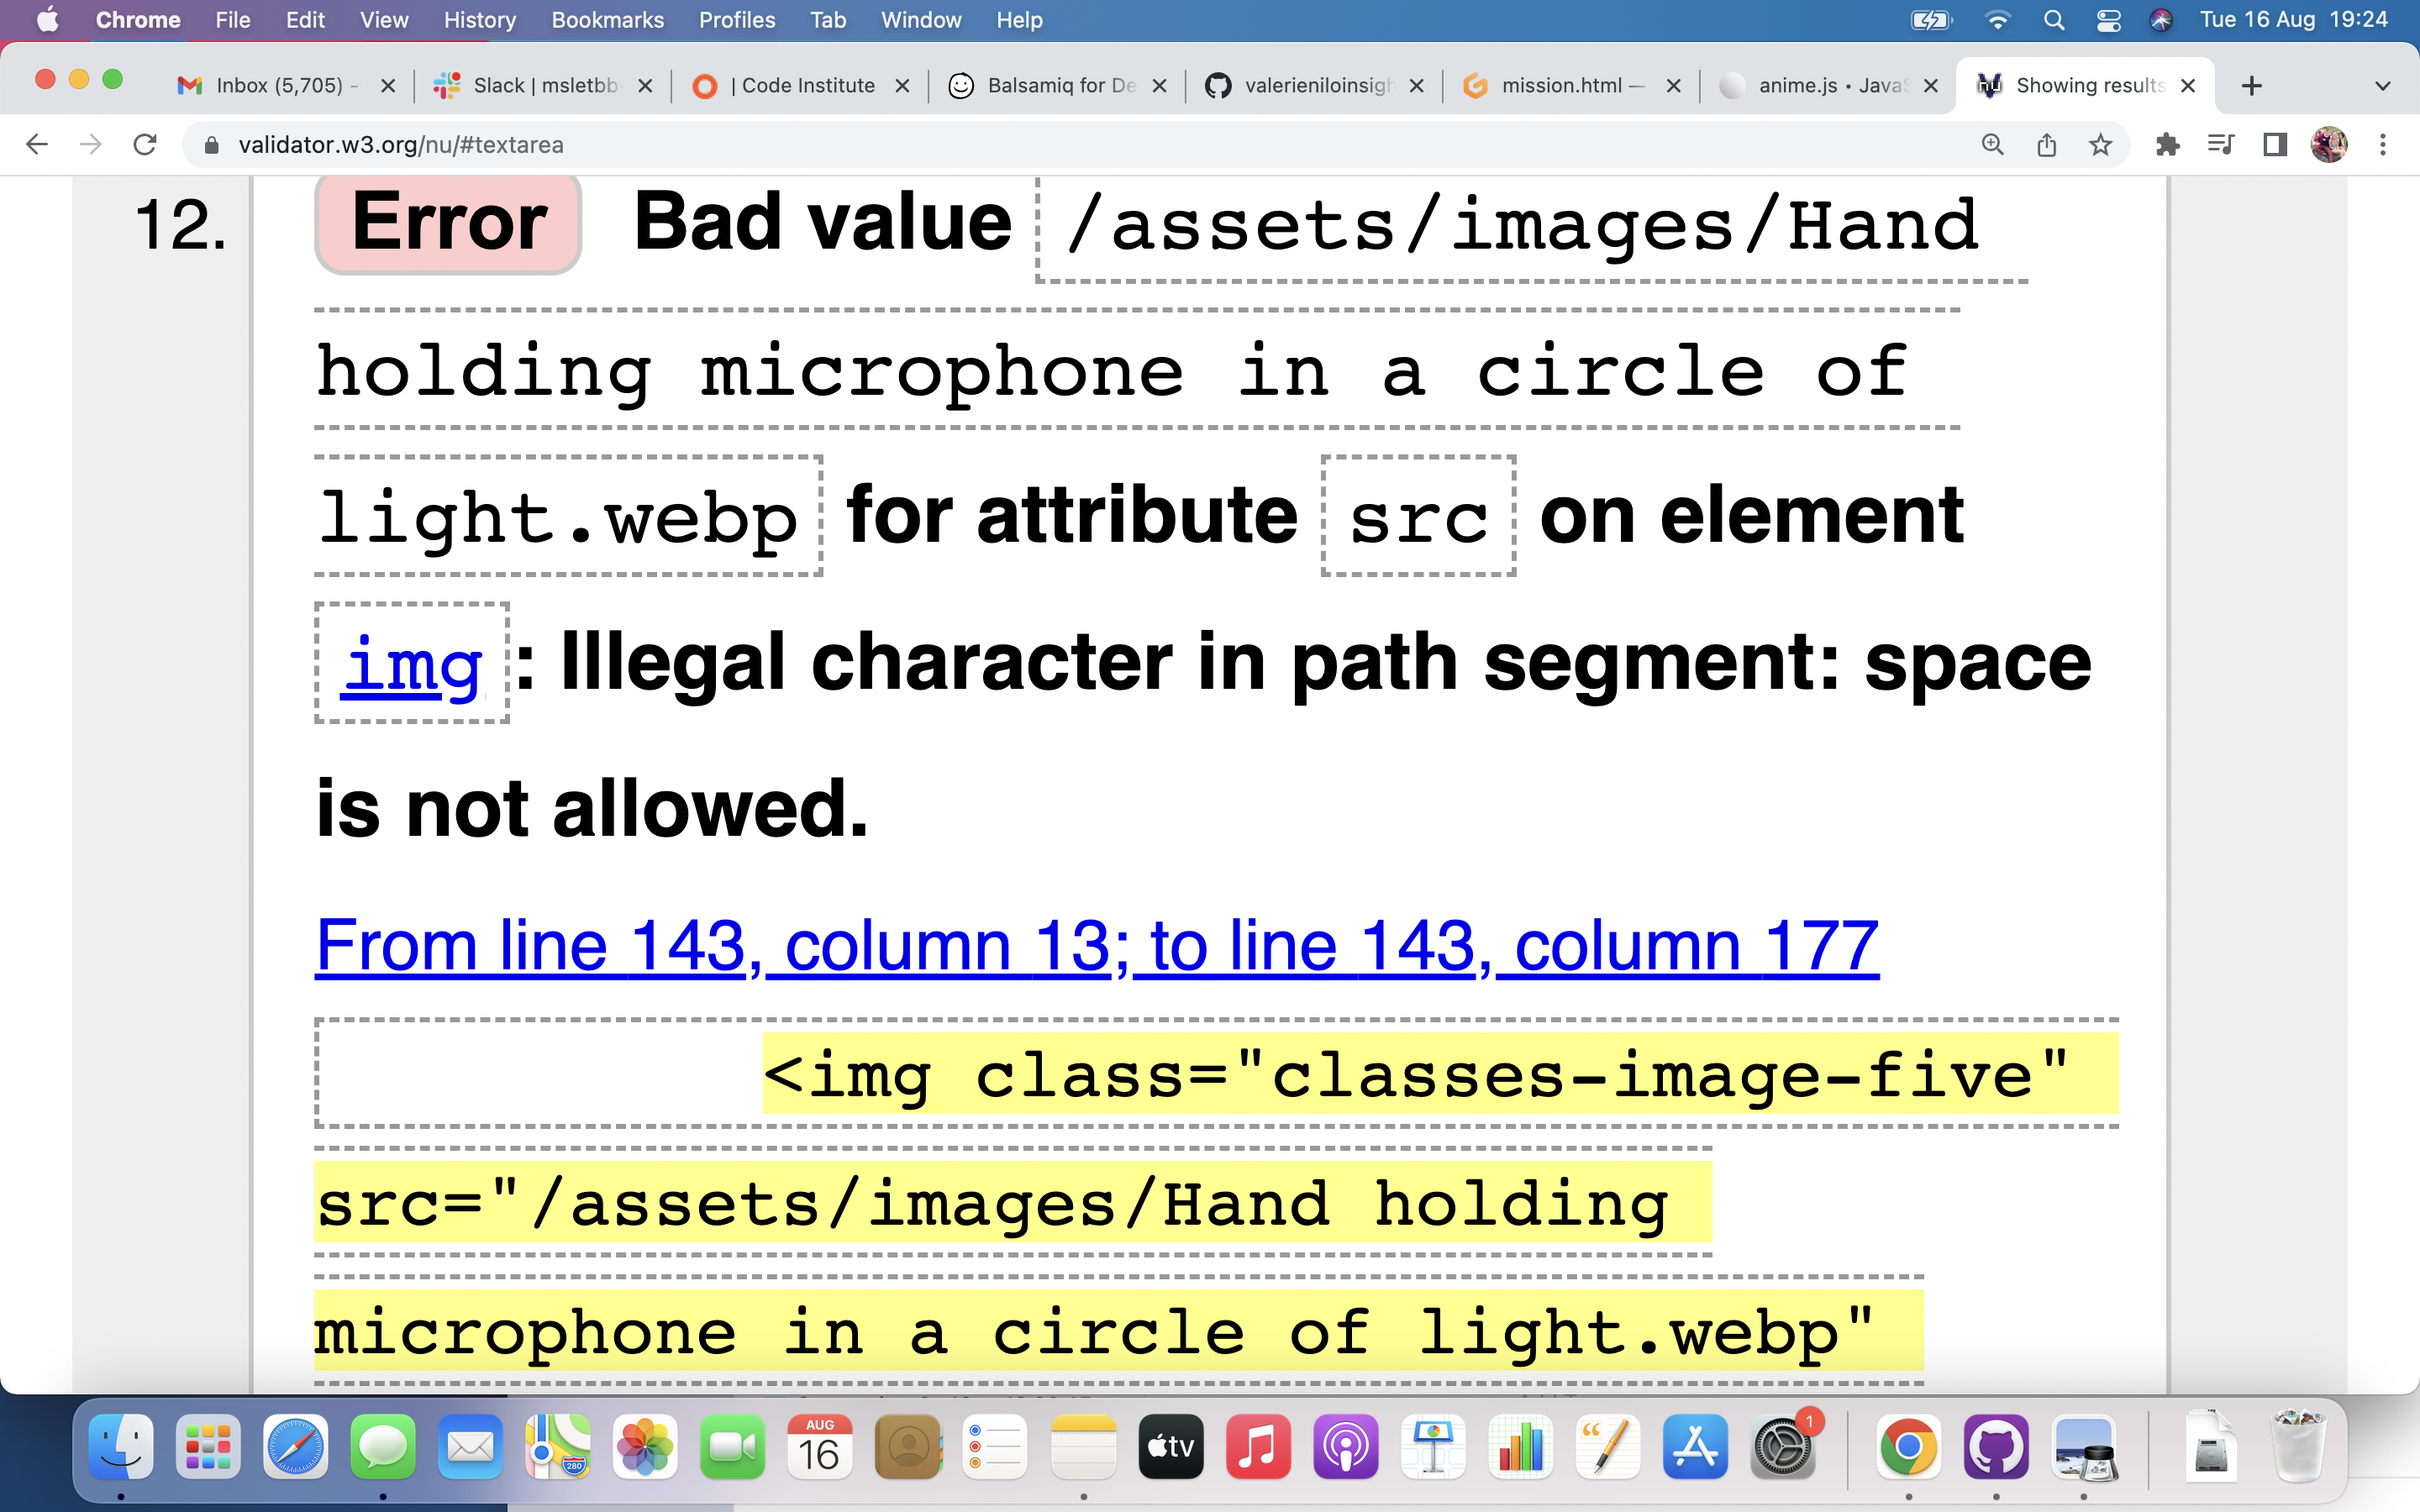 Chrome File Edit View History Bookmarks Profiles Tab Window Help Tue 16 Aug 19:24
Inbox (5,705) - Slack | msletbb- | Code Institute Balsamiq for De valerieniloinsigh mission.html — anime.js • JavaS Showing results
validator.w3.org/nu/#textarea
12. Error Bad value /assets/images/Hand
holding microphone in a circle of
light.webp for attribute src on element
img: Illegal character in path segment: space
is not allowed.
From line 143, column 13; to line 143, column 177
<img class="classes-image-five"
src="/assets/images/Hand holding
microphone in a circle of light.webp"
280
AUG
16
tv
1